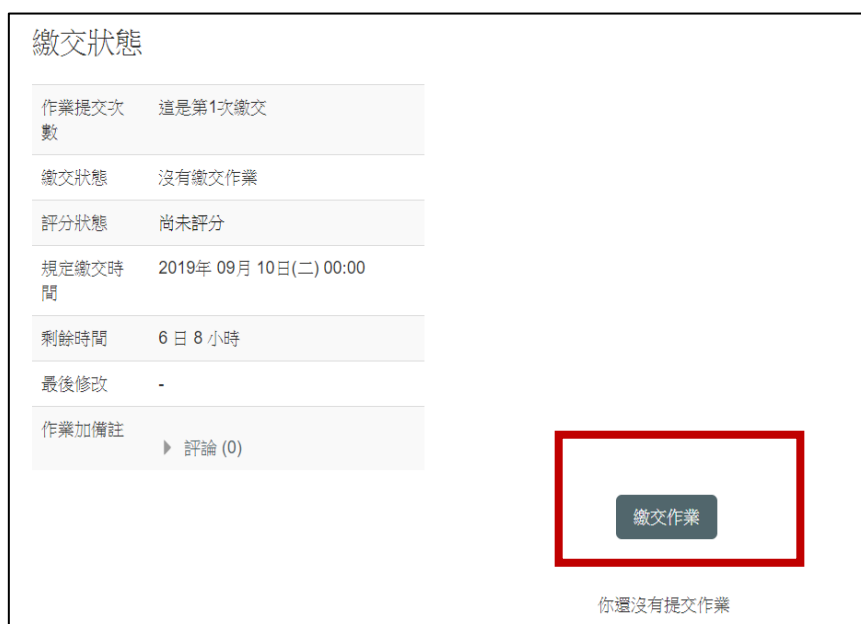 繳交狀態
作業提交次
數
這是第1次繳交
繳交狀態
沒有繳交作業
評分狀態
尚未評分
規定繳交時
間
2019年 09月 10日(二) 00:00
剩餘時間
6 日 8 小時
最後修改
-
作業加備註
評論 (0)
繳交作業
你還沒有提交作業